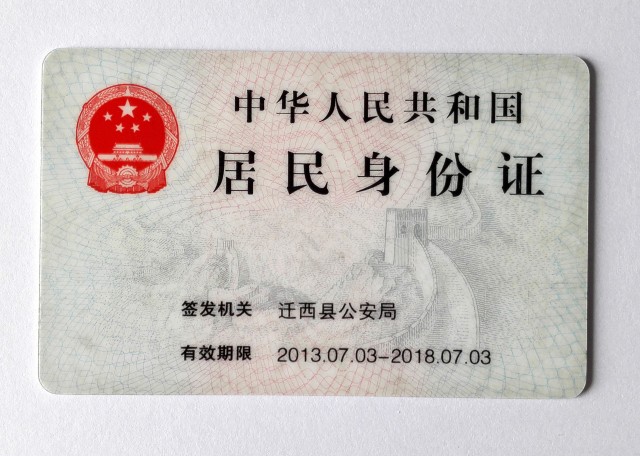 中华人民共和国
居民身份证
签发机关 迁西县公安局
有效期限 2013.07.03-2018.07.03